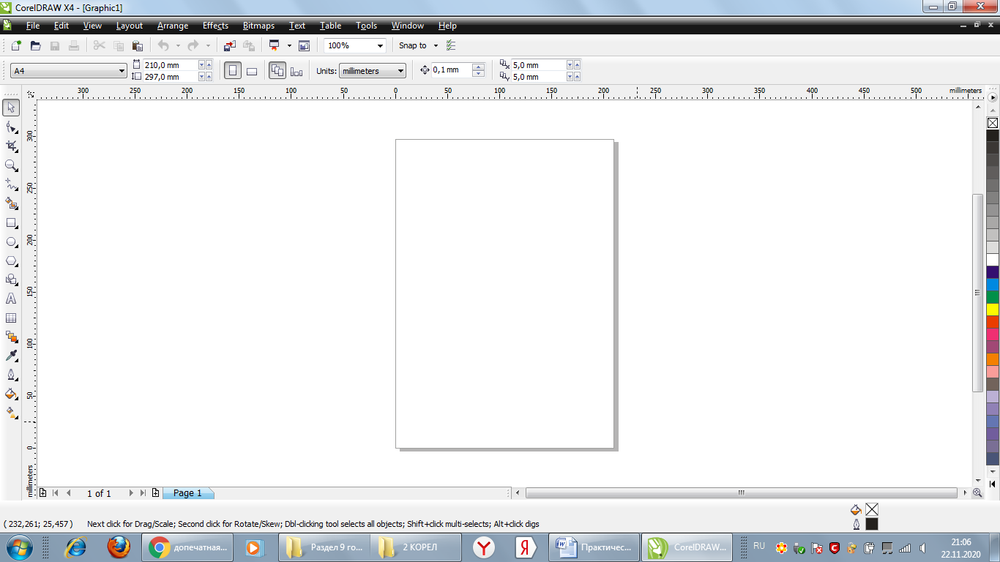 CorelDRAW X4 - [Graphic1]
File Edit View Layout Arrange Effects Bitmaps Text Table Tools Window Help
100% Snap to
A4 210,0 mm 297,0 mm Units: millimeters 0,1 mm 5,0 mm 5,0 mm
300 250 200 150 100 50 0 50 100 150 200 250 300 350 400 450 500 millimeters
300
250
200
150
100
50
0
millimeters
1 of 1 Page 1
( 232,261; 25,457 ) Next click for Drag/Scale; Second click for Rotate/Skew; Dbl-clicking tool selects all objects; Shift+click multi-selects; Alt+click digs
допечатная... Раздел 9 го... 2 КОРЕЛ Y Я Практичес... CorelDRAW... RU 21:06
22.11.2020